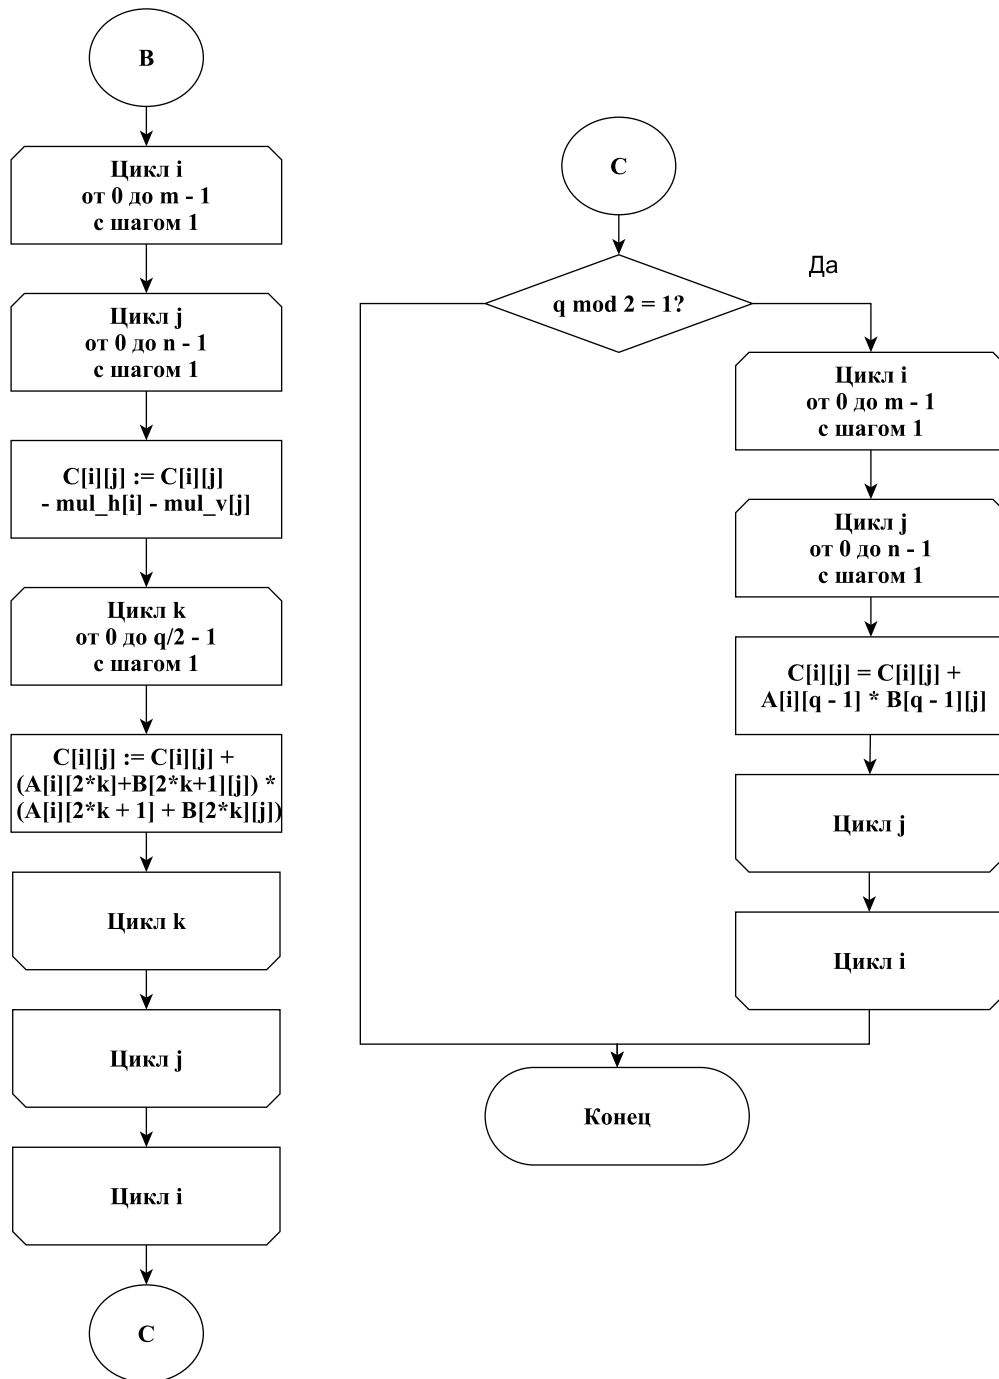 B
Цикл i
от 0 до m - 1
с шагом 1
Цикл j
от 0 до n - 1
с шагом 1
C[i][j] := C[i][j]
- mul_h[i] - mul_v[j]
Цикл k
от 0 до q/2 - 1
с шагом 1
C[i][j] := C[i][j] +
(A[i][2*k]+B[2*k+1][j]) *
(A[i][2*k + 1] + B[2*k][j])
Цикл k
Цикл j
Цикл i
C
C
q mod 2 = 1?
Да
Цикл i
от 0 до m - 1
с шагом 1
Цикл j
от 0 до n - 1
с шагом 1
C[i][j] = C[i][j] +
A[i][q - 1] * B[q - 1][j]
Цикл j
Цикл i
Конец